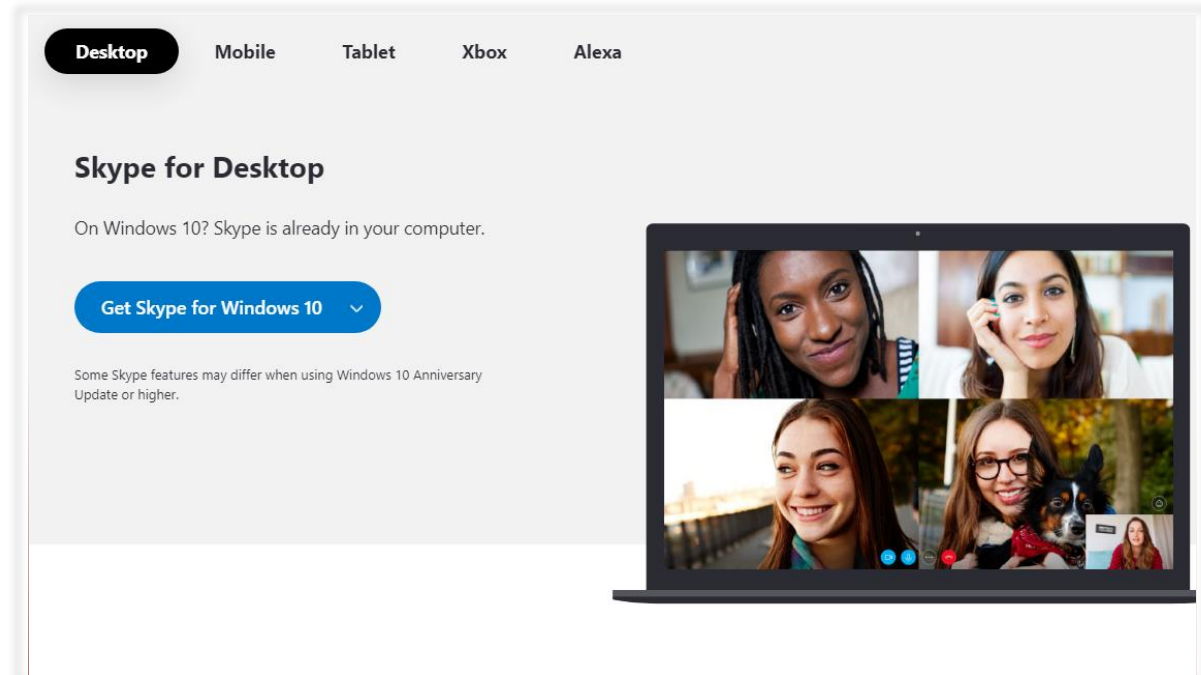 Desktop Mobile Tablet Xbox Alexa
Skype for Desktop
On Windows 10? Skype is already in your computer.
Get Skype for Windows 10
Some Skype features may differ when using Windows 10 Anniversary
Update or higher.